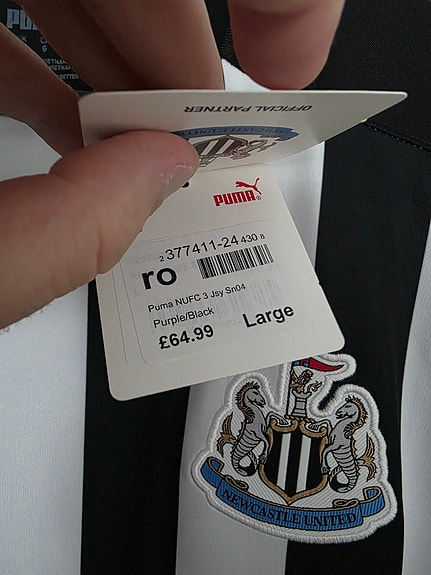 OFFICIAL PARTNER
PUMA
2 377411-24 430 8
ro
Puma NUFC 3 Jsy Sn04
Purple/Black
£64.99 Large
NEWCASTLE UNITED